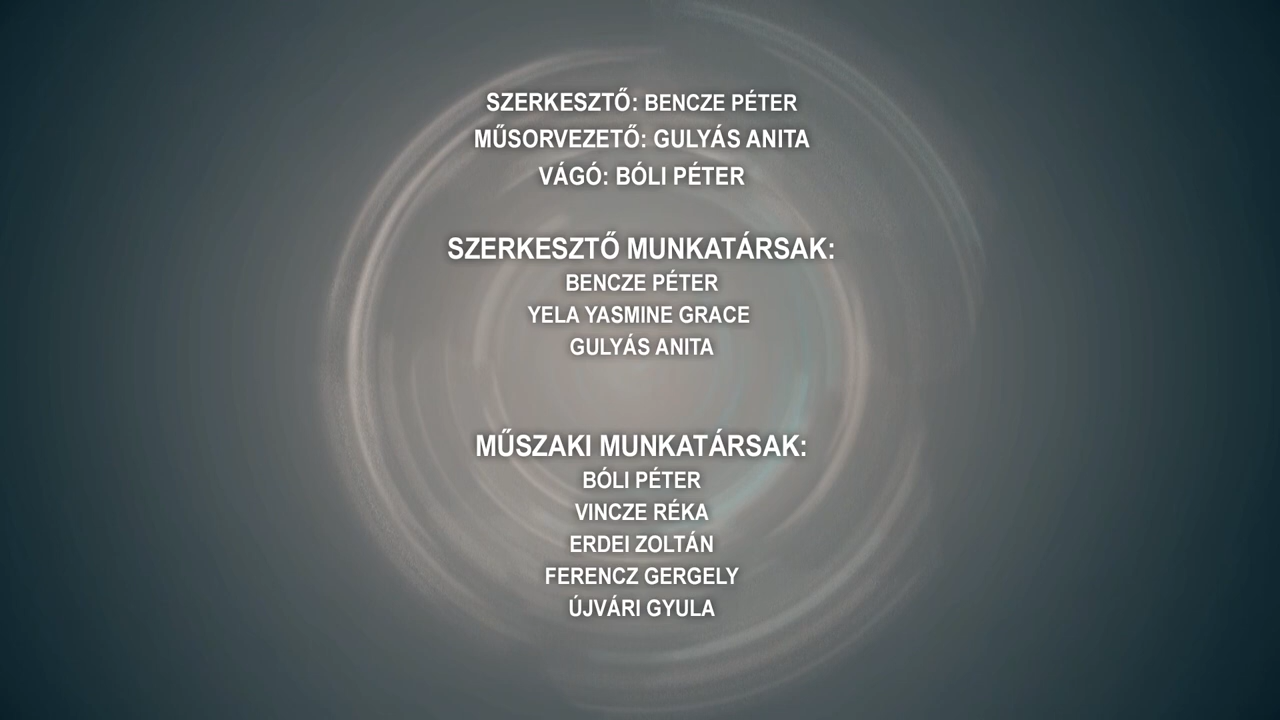 SZERKESZTŐ: BENCZE PÉTER
MŰSORVEZETŐ: GULYÁS ANITA
VÁGÓ: BÓLI PÉTER
SZERKESZTŐ MUNKATÁRSAK:
BENCZE PÉTER
YELA YASMINE GRACE
GULYÁS ANITA
MŰSZAKI MUNKATÁRSAK:
BÓLI PÉTER
VINCZE RÉKA
ERDEI ZOLTÁN
FERENCZ GERGELY
ÚJVÁRI GYULA